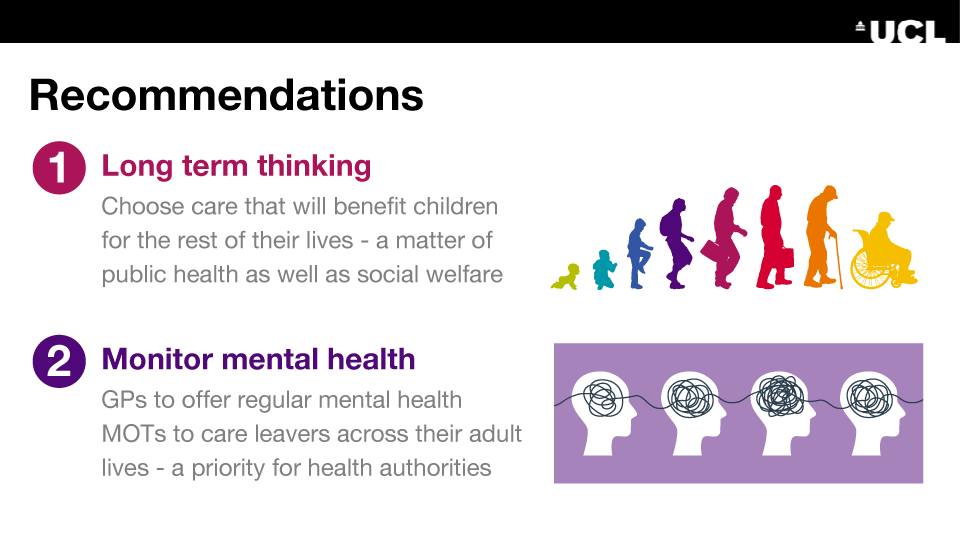 UCL
Recommendations
1 Long term thinking
Choose care that will benefit children
for the rest of their lives - a matter of
public health as well as social welfare
2 Monitor mental health
GPs to offer regular mental health
MOTs to care leavers across their adult
lives - a priority for health authorities